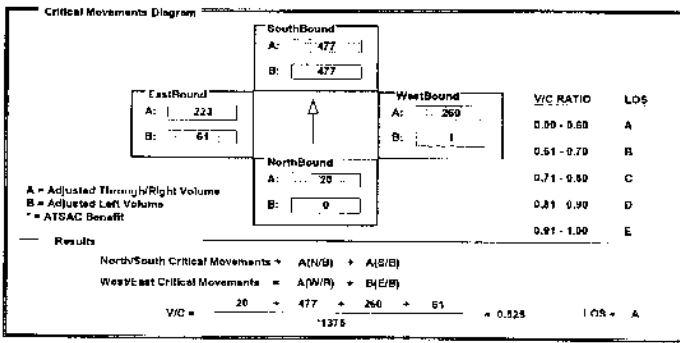 Critical Movements Diagram
SouthBound
A: 477
B: 477
EastBound
A: 223
B: 61
WestBound
A: 260
B: 1
NorthBound
A: 20
B: 0
V/C RATIO LOS
0.00 - 0.60 A
0.61 - 0.70 B
0.71 - 0.80 C
0.81 - 0.90 D
0.91 - 1.00 E
A = Adjusted Through/Right Volume
B = Adjusted Left Volume
* = ATSAC Benefit
Results
North/South Critical Movements = A(N/B) + A(S/B)
West/East Critical Movements = A(W/B) + B(E/B)
V/C = 20 + 477 + 260 + 61 = 0.525 LOS = A
*1375